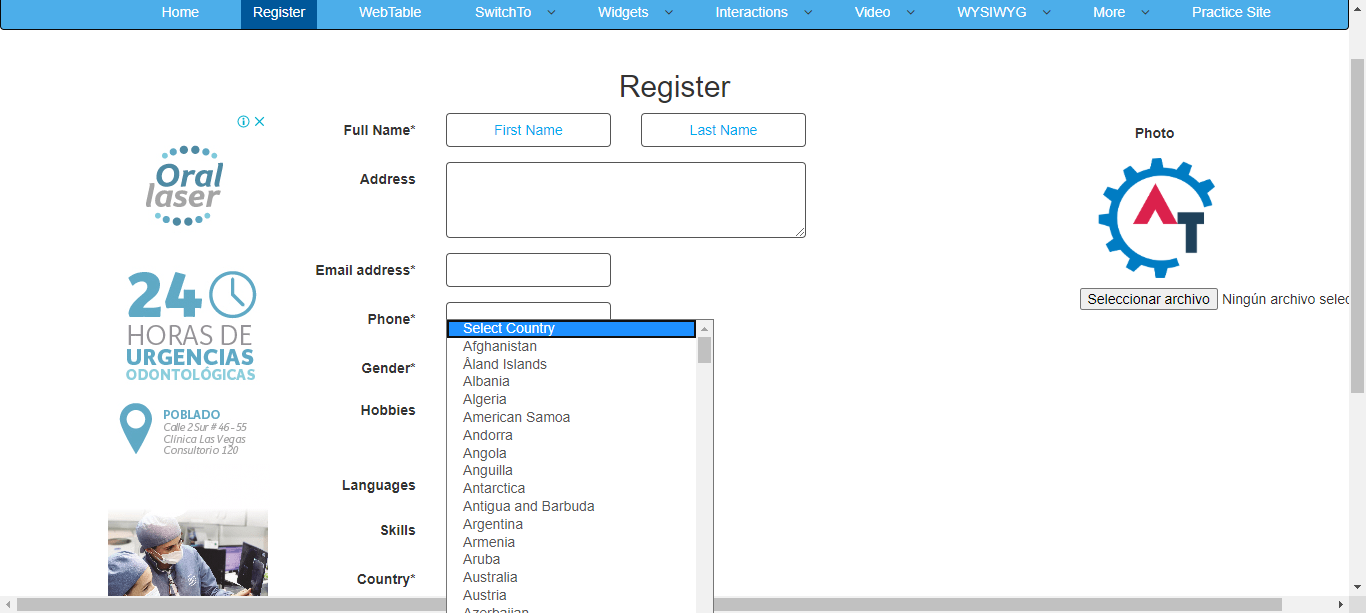 Home Register WebTable SwitchTo Widgets Interactions Video WYSIWYG More Practice Site
Register
Full Name* First Name Last Name
Address
Email address*
Phone*
Gender*
Hobbies
Languages
Skills
Country*
Select Country
Afghanistan
Åland Islands
Albania
Algeria
American Samoa
Andorra
Angola
Anguilla
Antarctica
Antigua and Barbuda
Argentina
Armenia
Aruba
Australia
Austria
Azerbaijan
Photo
AT
Seleccionar archivo Ningún archivo selec
Oral
laser
24
HORAS DE
URGENCIAS
ODONTOLÓGICAS
POBLADO
Calle 2 Sur # 46 - 55
Clínica Las Vegas
Consultorio 120